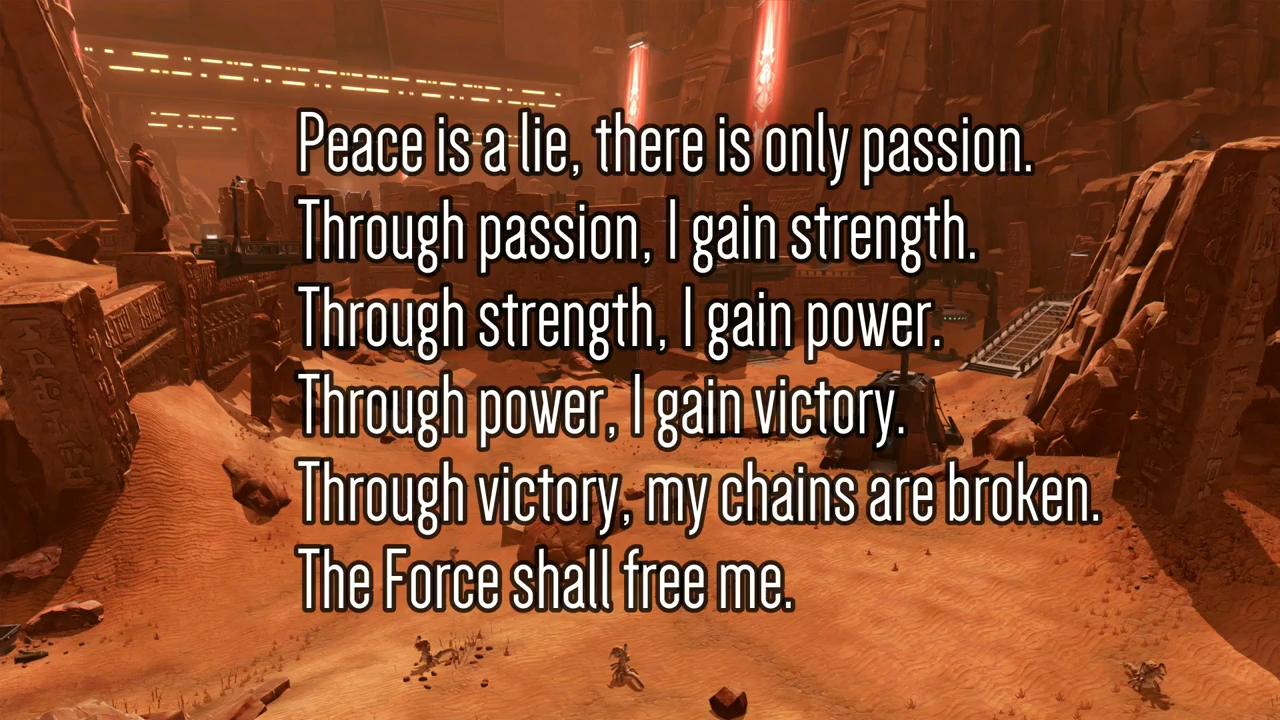 Peace is a lie, there is only passion.
Through passion, I gain strength.
Through strength, I gain power.
Through power, I gain victory.
Through victory, my chains are broken.
The Force shall free me.